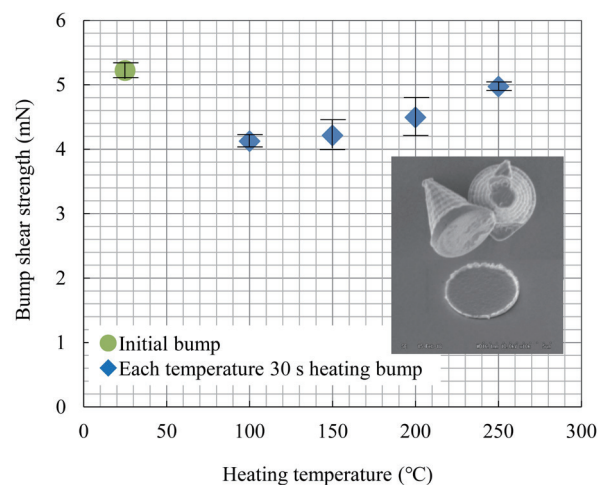 6
5
4
3
2
1
0
Bump shear strength (mN)
Initial bump
Each temperature 30 s heating bump
0 50 100 150 200 250 300
Heating temperature (℃)